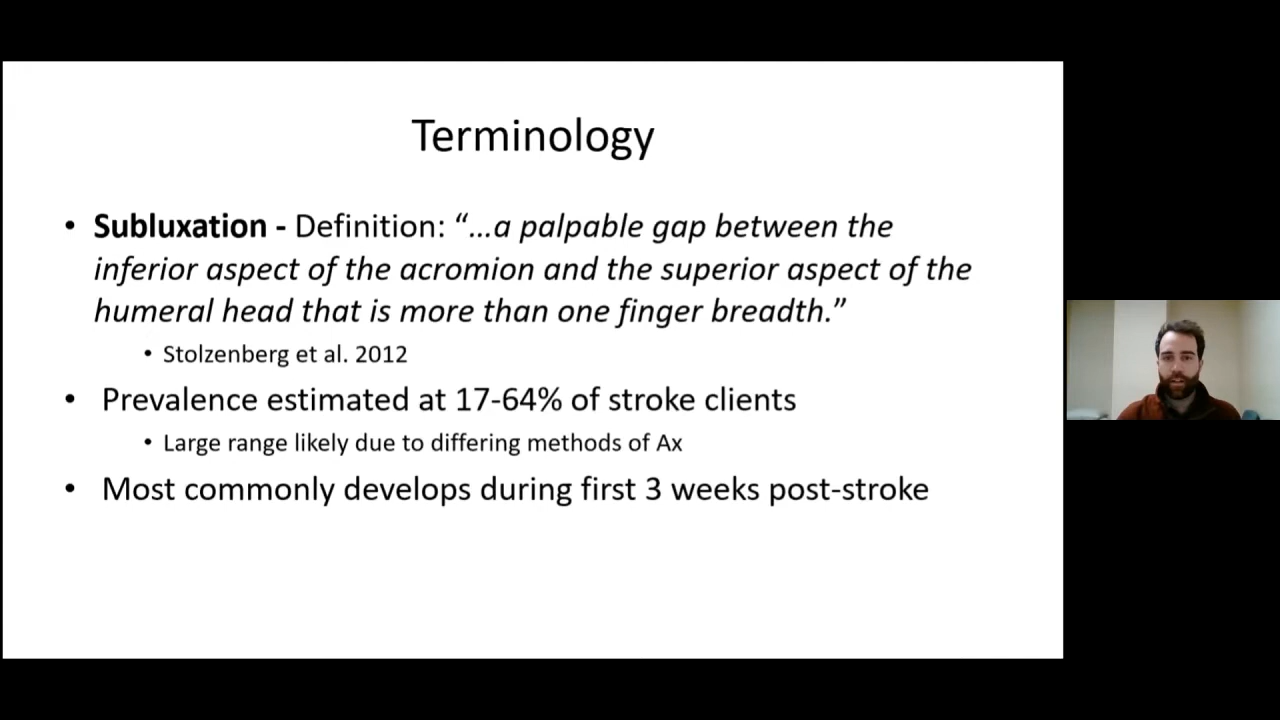 Terminology
• Subluxation - Definition: “…a palpable gap between the
inferior aspect of the acromion and the superior aspect of the
humeral head that is more than one finger breadth.”
• Stolzenberg et al. 2012
• Prevalence estimated at 17-64% of stroke clients
• Large range likely due to differing methods of Ax
• Most commonly develops during first 3 weeks post-stroke